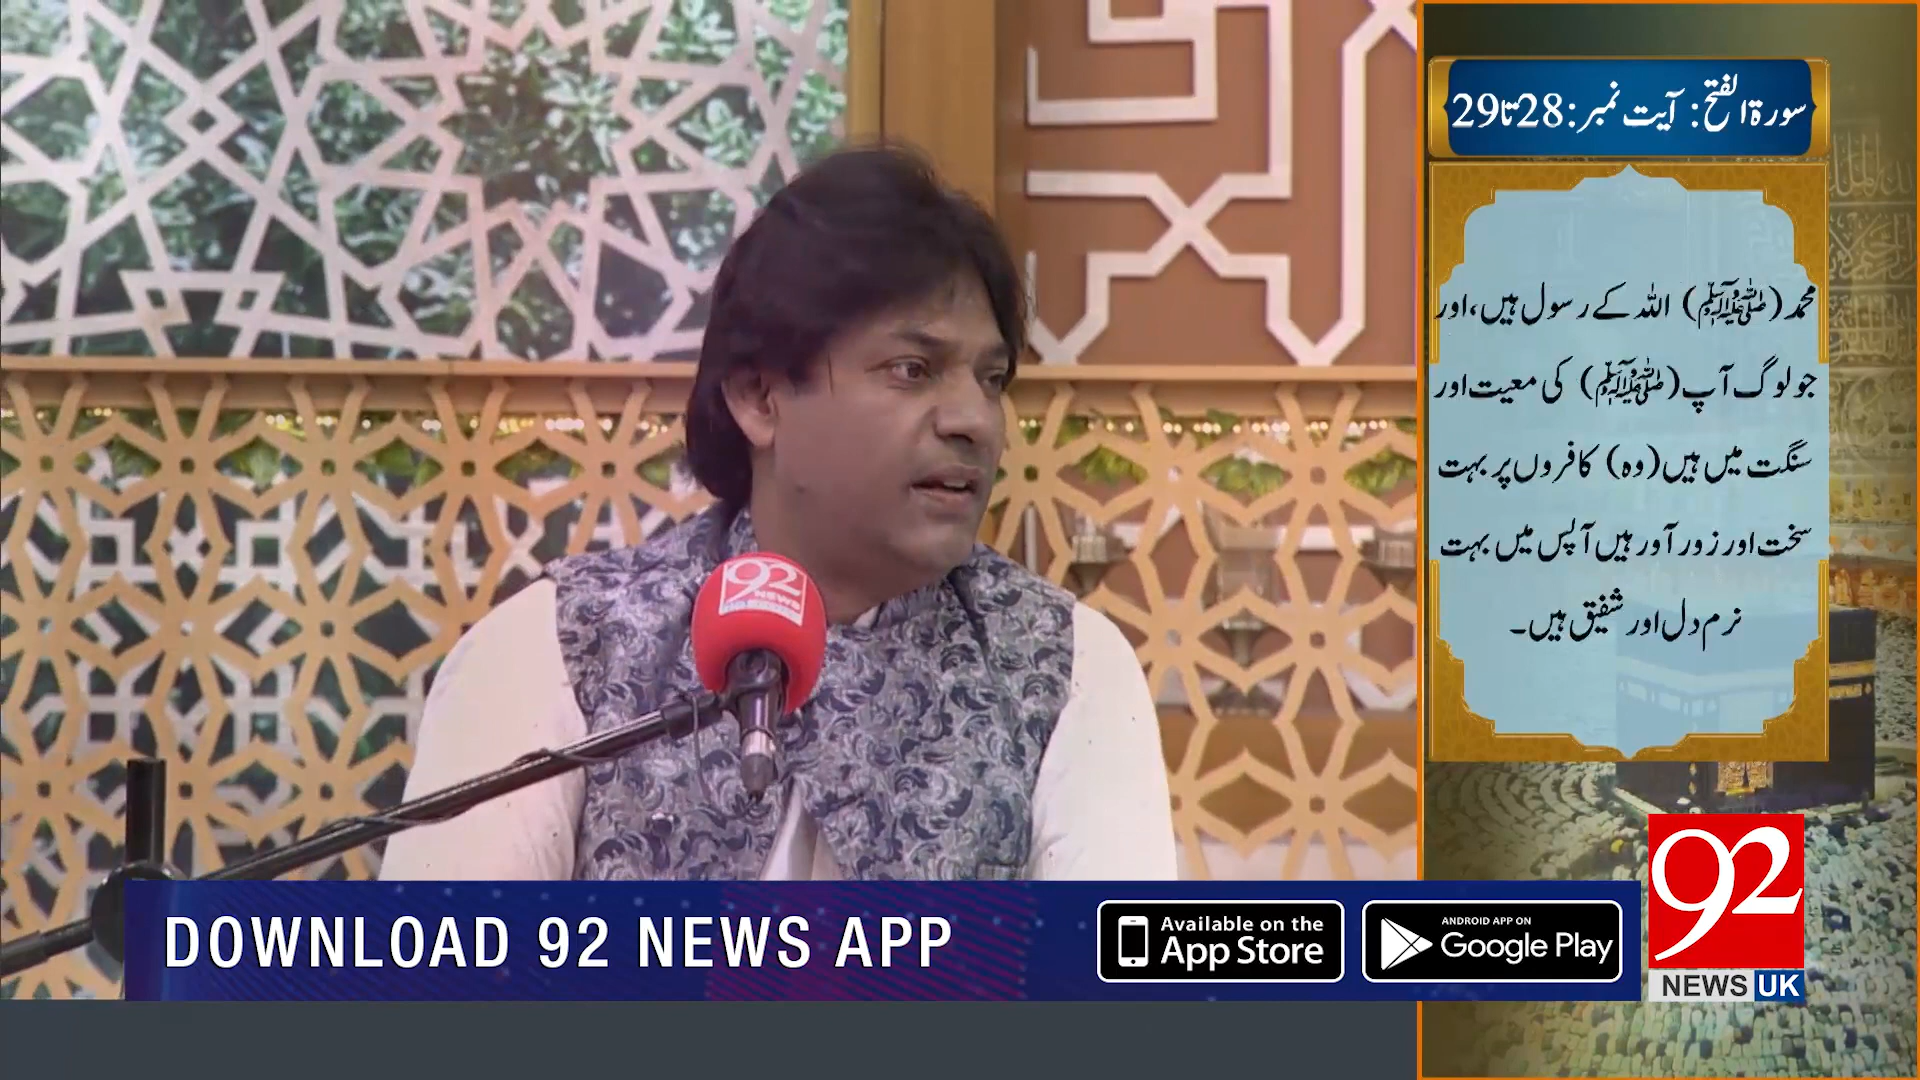 سورۃ الفتح: آیت نمبر: 28 تا 29
محمد (ﷺ) اللہ کے رسول ہیں، اور
جو لوگ آپ (ﷺ) کی معیت اور
سنگت میں ہیں (وہ) کافروں پر بہت
سخت اور زور آور ہیں آپس میں بہت
نرم دل اور شفیق ہیں۔
92
NEWS
DOWNLOAD 92 NEWS APP
Available on the
App Store
ANDROID APP ON
Google Play
92
NEWS UK